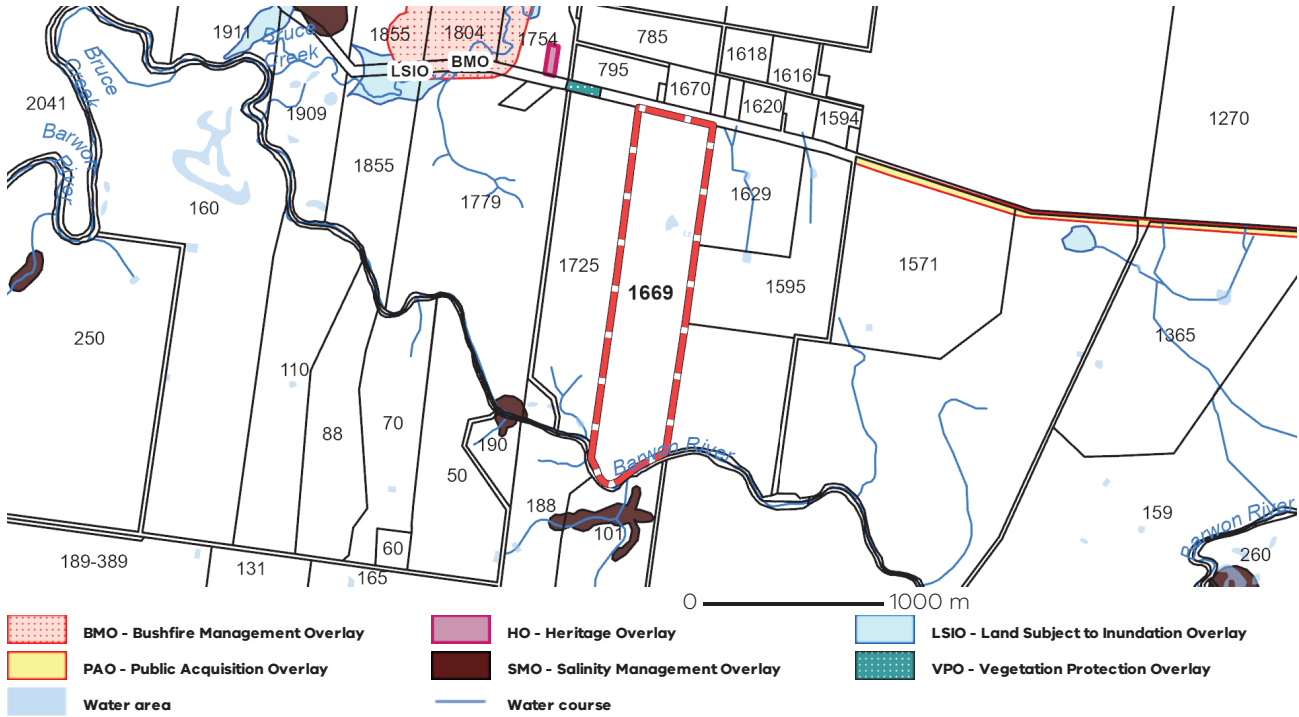 1911
Bruce
Creek
1855
1804
1754
785
1618
1616
LSIO
BMO
795
1670
1620
1594
2041
Bruce
Creek
1909
1270
Barwon
River
1855
160
1779
1629
1725
1669
1595
1571
250
110
1365
88
70
190
50
Barwon River
188
101
159
Barwon River
60
260
189-389
131
165
0 1000 m
BMO - Bushfire Management Overlay
HO - Heritage Overlay
LSIO - Land Subject to Inundation Overlay
PAO - Public Acquisition Overlay
SMO - Salinity Management Overlay
VPO - Vegetation Protection Overlay
Water area
Water course